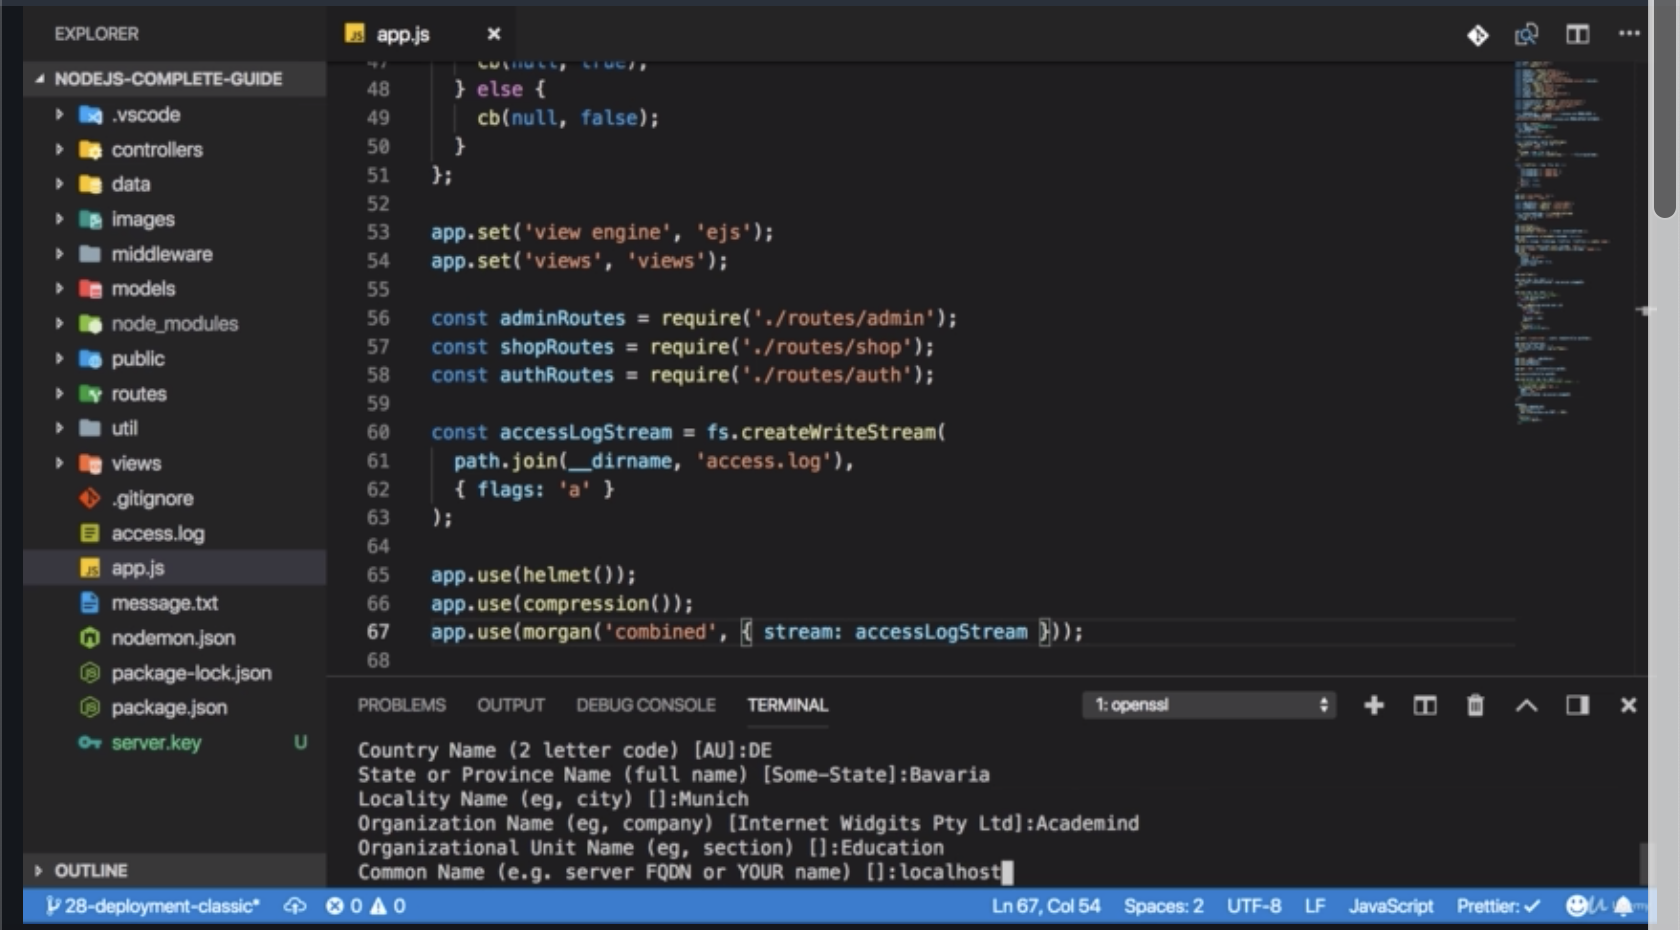 EXPLORER
NODEJS-COMPLETE-GUIDE
.vscode
controllers
data
images
middleware
models
node_modules
public
routes
util
views
.gitignore
access.log
app.js
message.txt
nodemon.json
package-lock.json
package.json
server.key U
OUTLINE
app.js
47 cb(null, true);
48 } else {
49 cb(null, false);
50 }
51 };
52
53 app.set('view engine', 'ejs');
54 app.set('views', 'views');
55
56 const adminRoutes = require('./routes/admin');
57 const shopRoutes = require('./routes/shop');
58 const authRoutes = require('./routes/auth');
59
60 const accessLogStream = fs.createWriteStream(
61 path.join(__dirname, 'access.log'),
62 { flags: 'a' }
63 );
64
65 app.use(helmet());
66 app.use(compression());
67 app.use(morgan('combined', { stream: accessLogStream }));
68
PROBLEMS OUTPUT DEBUG CONSOLE TERMINAL 1: openssl
Country Name (2 letter code) [AU]:DE
State or Province Name (full name) [Some-State]:Bavaria
Locality Name (eg, city) []:Munich
Organization Name (eg, company) [Internet Widgits Pty Ltd]:Academind
Organizational Unit Name (eg, section) []:Education
Common Name (e.g. server FQDN or YOUR name) []:localhost
28-deployment-classic* 0 0 Ln 67, Col 54 Spaces: 2 UTF-8 LF JavaScript Prettier: ✓